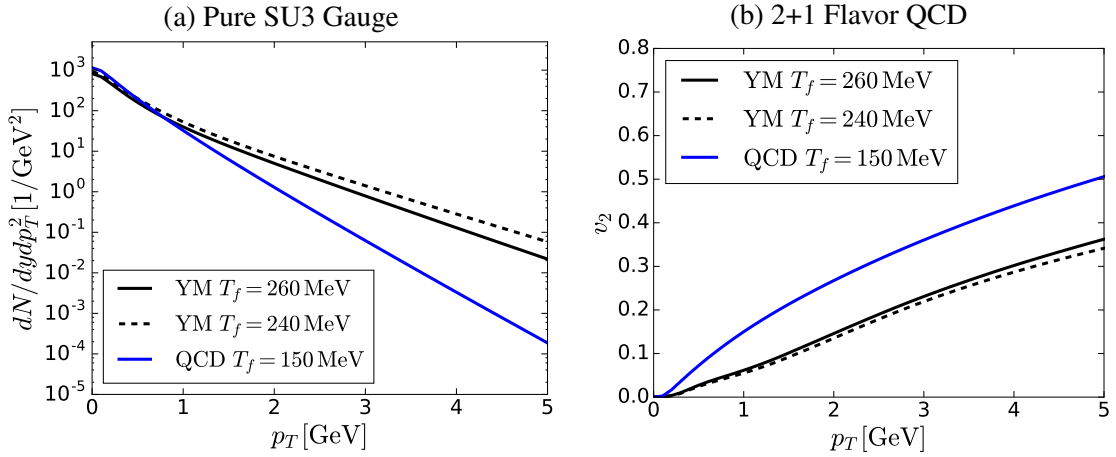 (a) Pure SU3 Gauge
dN/dydp_T^2 [1/GeV^2]
10^3
10^2
10^1
10^0
10^-1
10^-2
10^-3
10^-4
10^-5
YM T_f = 260 MeV
YM T_f = 240 MeV
QCD T_f = 150 MeV
0 1 2 3 4 5
p_T [GeV]
(b) 2+1 Flavor QCD
v_2
0.8
0.7
0.6
0.5
0.4
0.3
0.2
0.1
0.0
YM T_f = 260 MeV
YM T_f = 240 MeV
QCD T_f = 150 MeV
0 1 2 3 4 5
p_T [GeV]